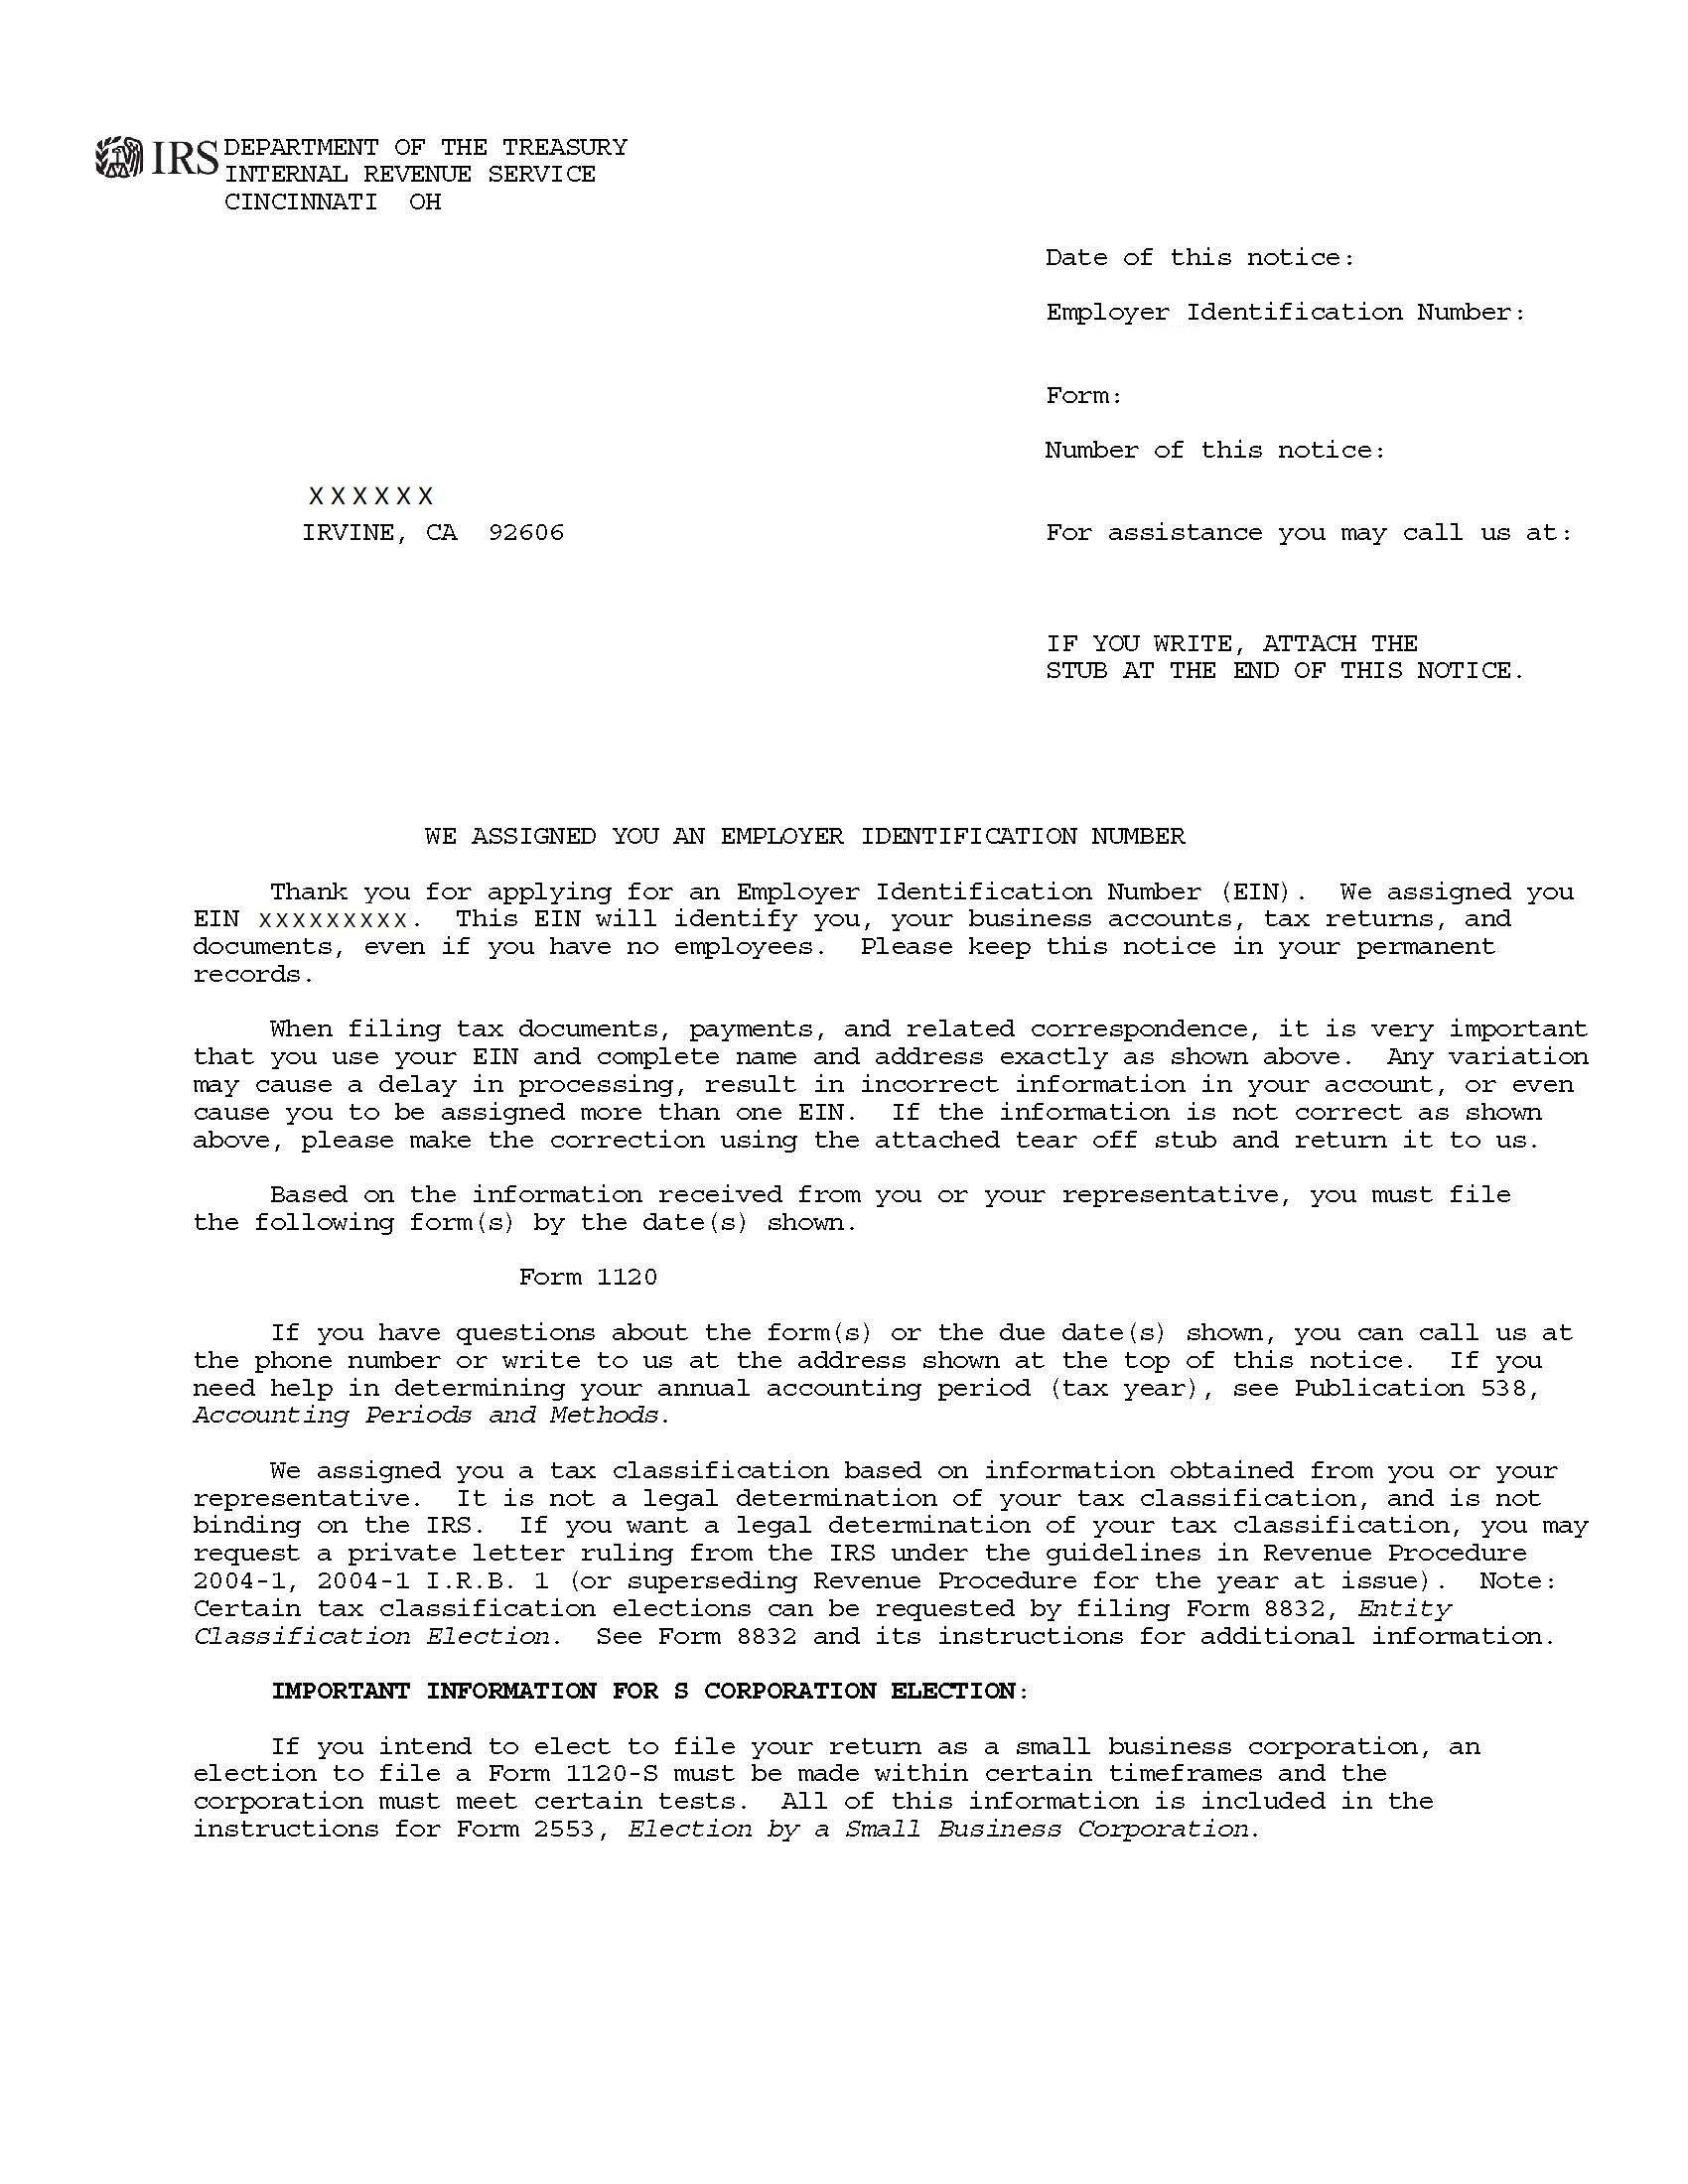 IRS DEPARTMENT OF THE TREASURY
INTERNAL REVENUE SERVICE
CINCINNATI  OH
Date of this notice:
Employer Identification Number:
Form:
Number of this notice:
XXXXXX
IRVINE, CA  92606
For assistance you may call us at:
IF YOU WRITE, ATTACH THE
STUB AT THE END OF THIS NOTICE.
WE ASSIGNED YOU AN EMPLOYER IDENTIFICATION NUMBER
Thank you for applying for an Employer Identification Number (EIN).  We assigned you
EIN XXXXXXXXX.  This EIN will identify you, your business accounts, tax returns, and
documents, even if you have no employees.  Please keep this notice in your permanent
records.
When filing tax documents, payments, and related correspondence, it is very important
that you use your EIN and complete name and address exactly as shown above.  Any variation
may cause a delay in processing, result in incorrect information in your account, or even
cause you to be assigned more than one EIN.  If the information is not correct as shown
above, please make the correction using the attached tear off stub and return it to us.
Based on the information received from you or your representative, you must file
the following form(s) by the date(s) shown.
Form 1120
If you have questions about the form(s) or the due date(s) shown, you can call us at
the phone number or write to us at the address shown at the top of this notice.  If you
need help in determining your annual accounting period (tax year), see Publication 538,
Accounting Periods and Methods.
We assigned you a tax classification based on information obtained from you or your
representative.  It is not a legal determination of your tax classification, and is not
binding on the IRS.  If you want a legal determination of your tax classification, you may
request a private letter ruling from the IRS under the guidelines in Revenue Procedure
2004-1, 2004-1 I.R.B. 1 (or superseding Revenue Procedure for the year at issue).  Note:
Certain tax classification elections can be requested by filing Form 8832, Entity
Classification Election.  See Form 8832 and its instructions for additional information.
IMPORTANT INFORMATION FOR S CORPORATION ELECTION:
If you intend to elect to file your return as a small business corporation, an
election to file a Form 1120-S must be made within certain timeframes and the
corporation must meet certain tests.  All of this information is included in the
instructions for Form 2553, Election by a Small Business Corporation.